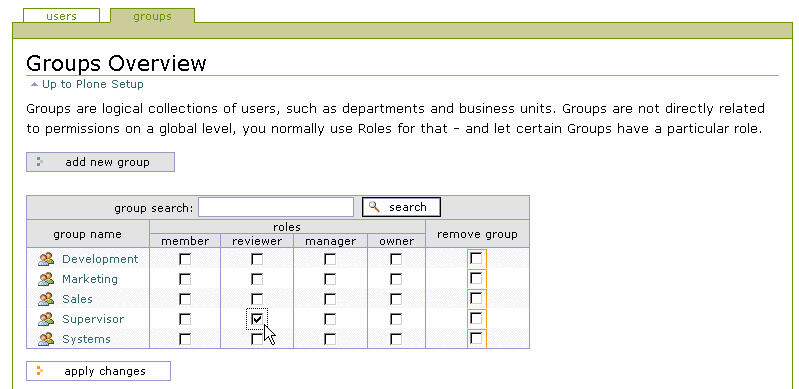 users groups
Groups Overview
Up to Plone Setup
Groups are logical collections of users, such as departments and business units. Groups are not directly related
to permissions on a global level, you normally use Roles for that – and let certain Groups have a particular role.
add new group
group search: search
group name roles remove group
member reviewer manager owner
Development
Marketing
Sales
Supervisor
Systems
apply changes